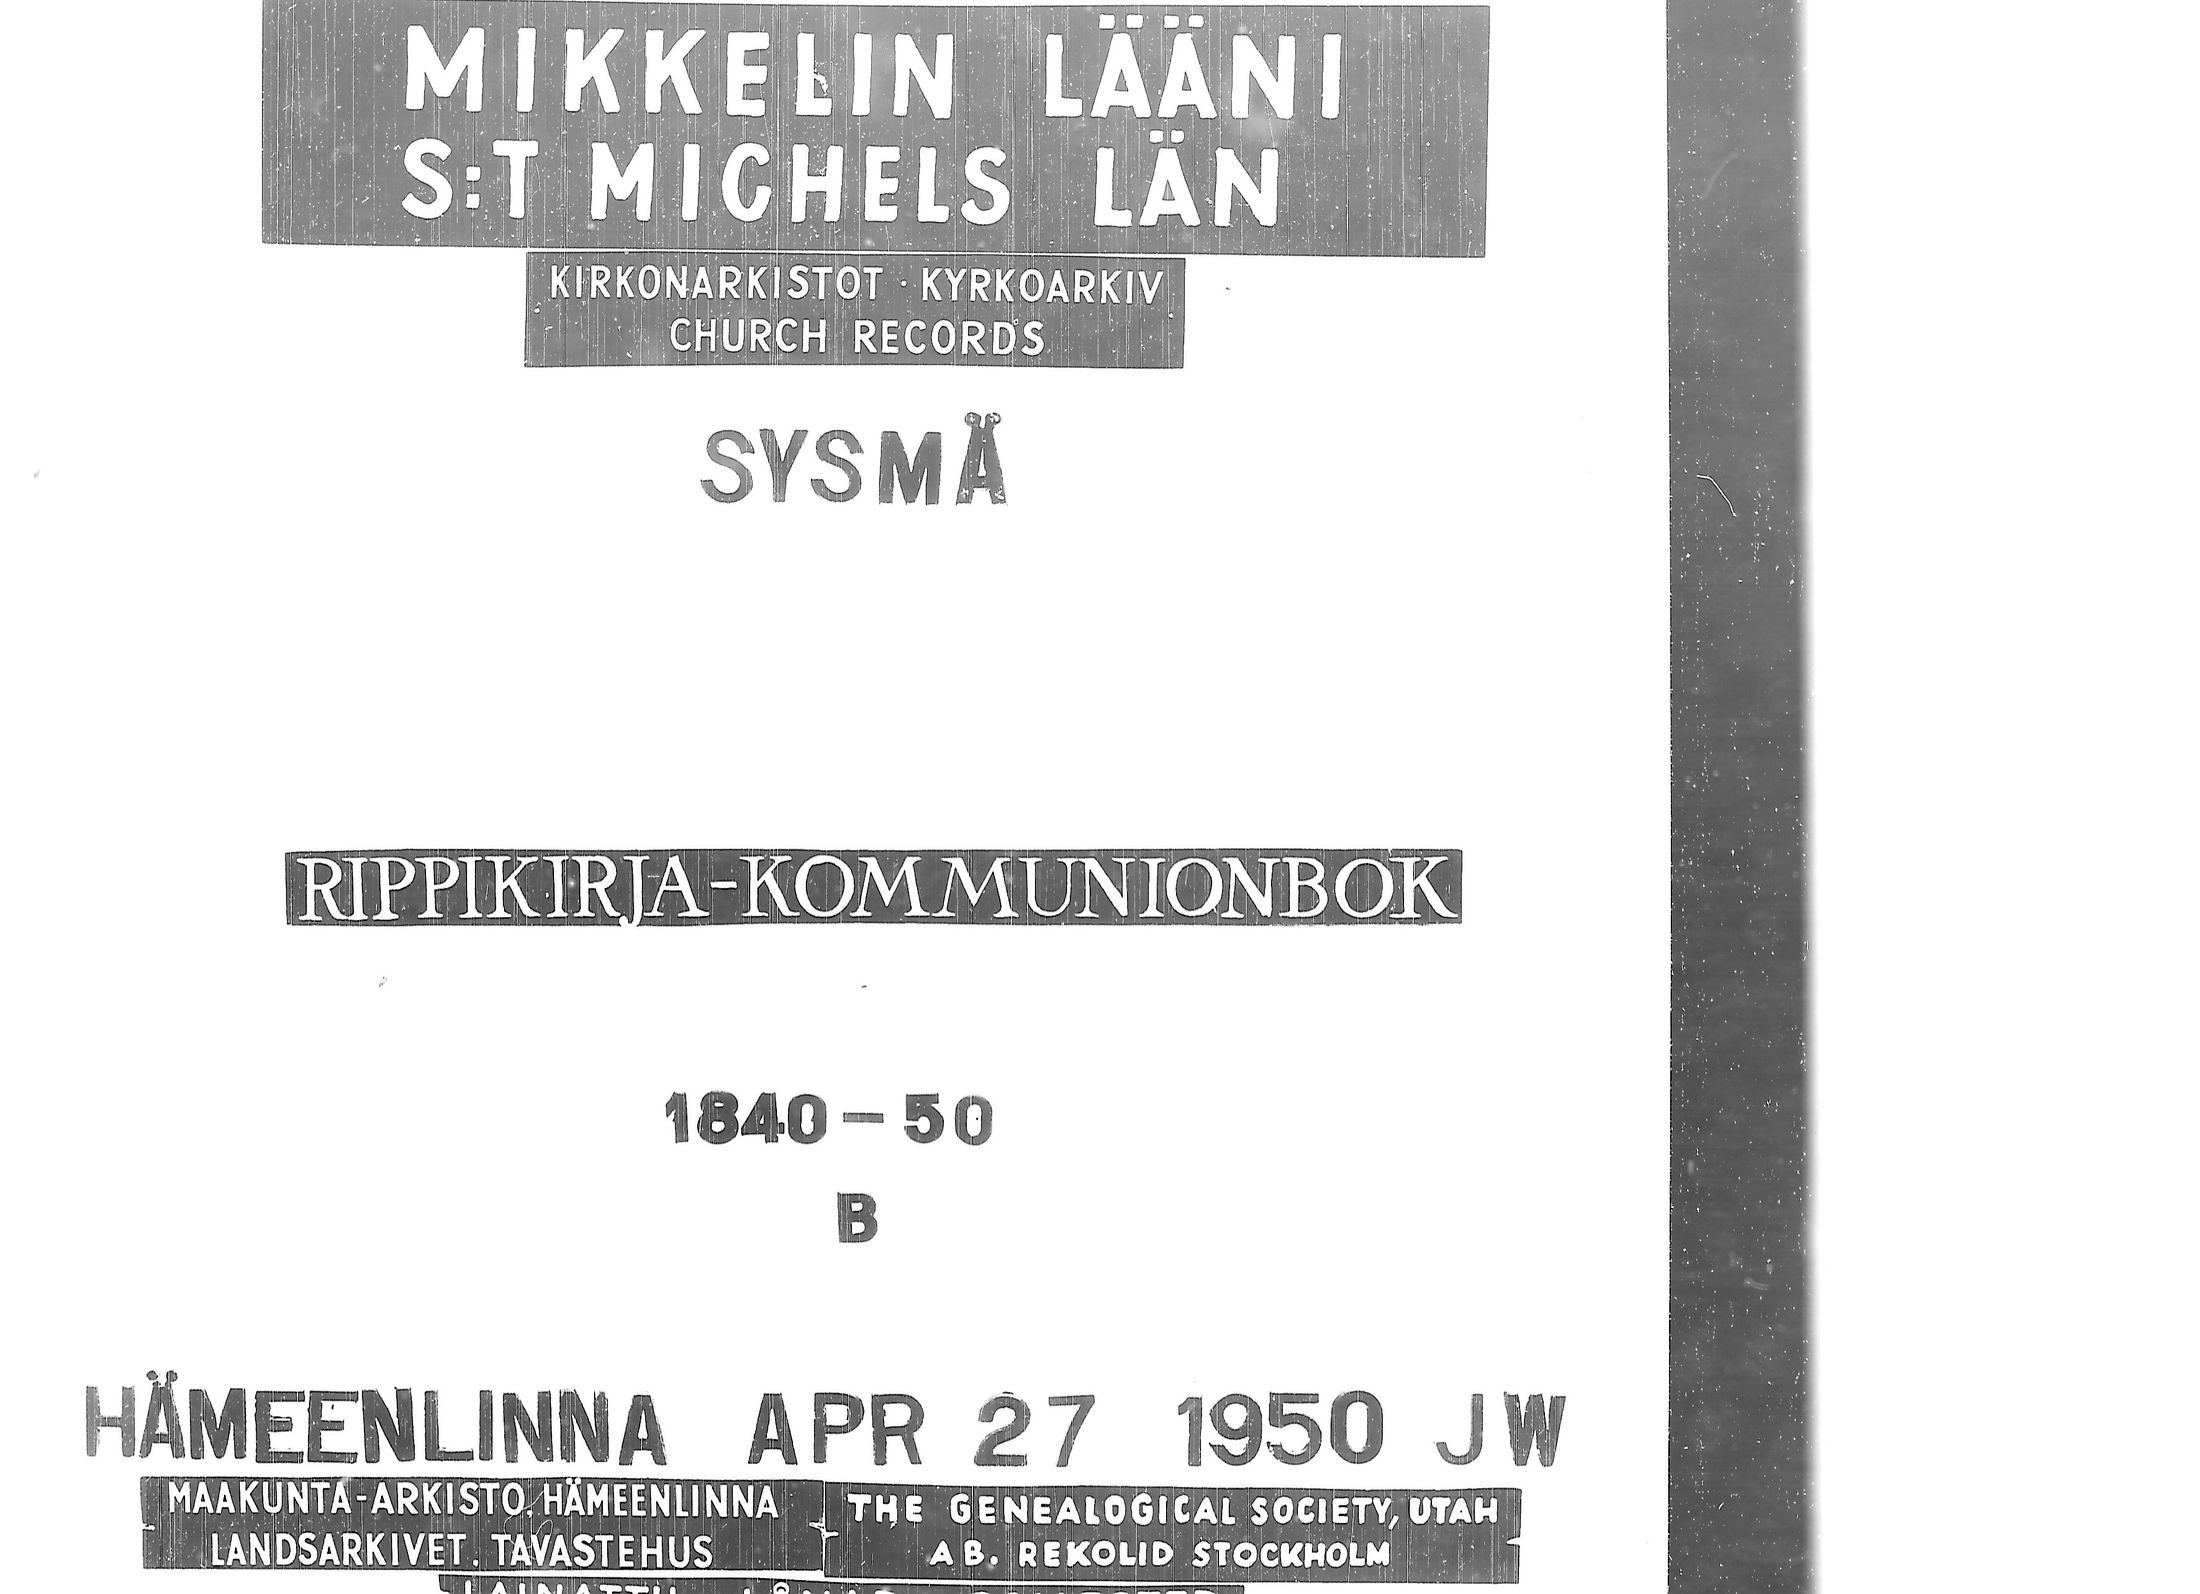 MIKKELIN LÄÄNI
S:T MICHELS LÄN
KIRKONARKISTOT · KYRKOARKIV
CHURCH RECORDS
SYSMÄ
RIPPIKIRJA-KOMMUNIONBOK
1840-50
B
HÄMEENLINNA APR 27 1950 JW
MAAKUNTA-ARKISTO, HÄMEENLINNA
LANDSARKIVET. TAVASTEHUS
THE GENEALOGICAL SOCIETY, UTAH
AB. REKOLID STOCKHOLM